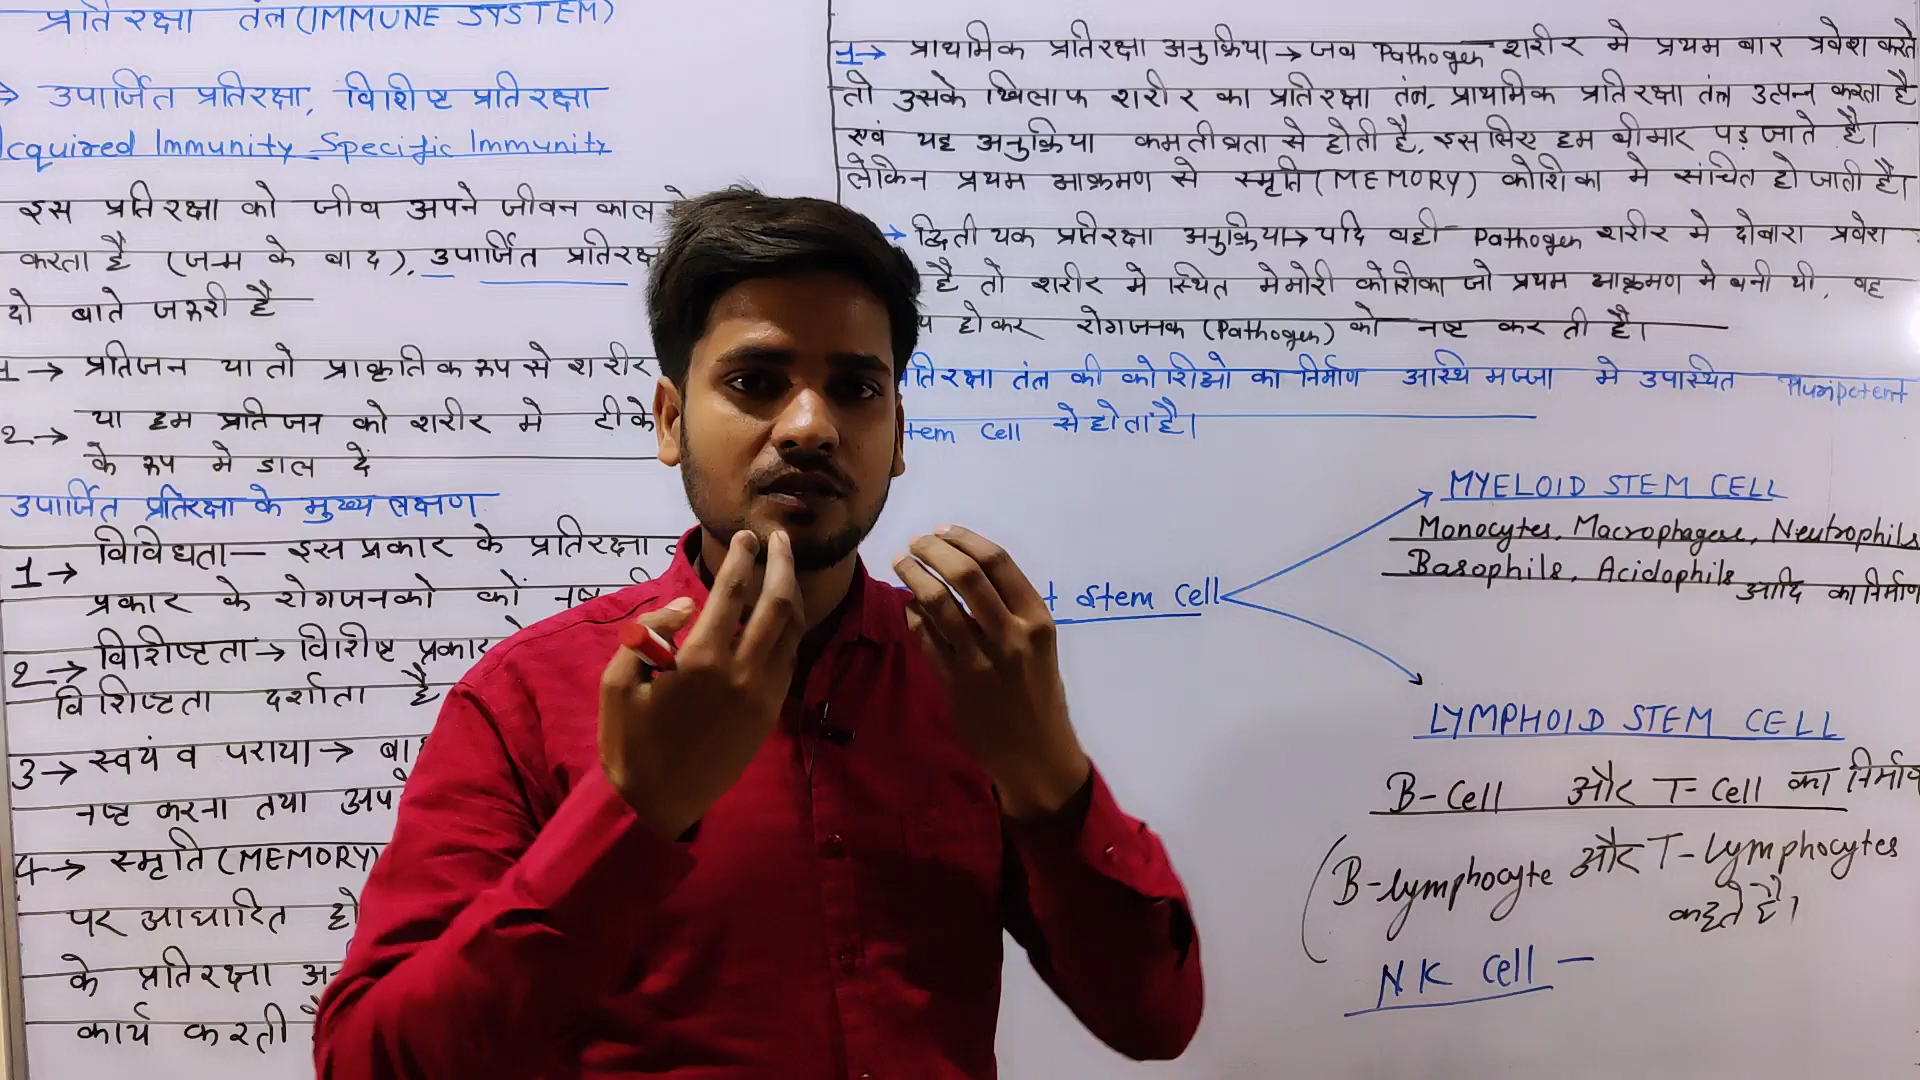 प्रतिरक्षा तंत्र (IMMUNE SYSTEM)
उपार्जित प्रतिरक्षा, विशिष्ट प्रतिरक्षा
cquired Immunity Specific Immunity
इस प्रतिरक्षा को जीव अपने जीवन काल
करता है (जन्म के बाद), उपार्जित प्रतिरक्ष
दो बाते जरुरी है
1→ प्रतिजन या तो प्राकृतिक रूप से शरीर
2→ या हम प्रतिजन को शरीर मे टीके
के रूप मे डाल दें
उपार्जित प्रतिरक्षा के मुख्य लक्षण
1→ विविधता— इस प्रकार के प्रतिरक्षा
प्रकार के रोगजनको कों नष्ट
2→ विशिष्टता→ विशिष्ट प्रकार
विशिष्टता दर्शाता है
3→ स्वयं व पराया→ बा
नष्ट करना तथा अप
4→ स्मृति (MEMORY)
पर आधारित हो
के प्रतिरक्षा अ
कार्य करती है
1→ प्राथमिक प्रतिरक्षा अनुक्रिया→जब Pathogen शरीर मे प्रथम बार प्रवेश करते
तो उसके खिलाफ शरीर का प्रतिरक्षा तंत्र, प्राथमिक प्रतिरक्षा तंत्र उत्पन्न करता है
एवं यह अनुक्रिया कम तीव्रता से होती है, इसलिए हम बीमार पड़ जाते है।
लेकिन प्रथम आक्रमण से स्मृति (MEMORY) कोशिका मे संचित हो जाती है।
→ द्वितीयक प्रतिरक्षा अनुक्रिया→यदि वही Pathogen शरीर मे दोबारा प्रवेश
है तो शरीर मे स्थित मेमोरी कोशिका जो प्रथम आक्रमण मे बनी थी, वह
य होकर रोगजनक (Pathogen) को नष्ट करती है।
तिरक्षा तंत्र की कोशिओ का निर्माण अस्थि मज्जा मे उपस्थित Pluripotent
tem Cell से होता है।
t Stem Cell
MYELOID STEM CELL
Monocytes, Macrophagese, Neutrophils
Basophils, Acidophils आदि का निर्माण
LYMPHOID STEM CELL
B-Cell और T-Cell का निर्माण
(B-lymphocyte और T-lymphocytes
कहते है।
NK Cell —